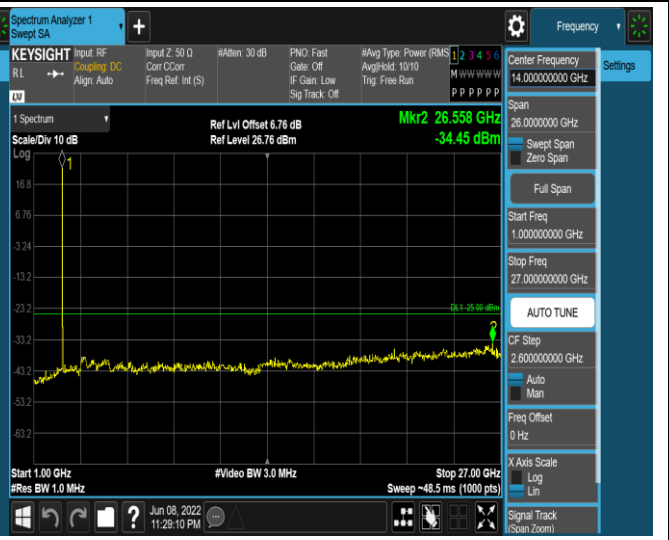 Spectrum Analyzer 1
Swept SA
Frequency
KEYSIGHT
RL
LXI
Input: RF
Coupling: DC
Align: Auto
Input Z: 50 Ω
Corr CCorr
Freq Ref: Int (S)
#Atten: 30 dB
PNO: Fast
Gate: Off
IF Gain: Low
Sig Track: Off
#Avg Type: Power (RMS
Avg|Hold: 10/10
Trig: Free Run
1 2 3 4 5 6
M W W W W W
P P P P P P
Center Frequency
14.000000000 GHz
Settings
Span
26.0000000 GHz
Swept Span
Zero Span
Full Span
Start Freq
1.000000000 GHz
Stop Freq
27.000000000 GHz
AUTO TUNE
CF Step
2.600000000 GHz
Auto
Man
Freq Offset
0 Hz
X Axis Scale
Log
Lin
Signal Track
(Span Zoom)
1 Spectrum
Scale/Div 10 dB
Log
Ref Lvl Offset 6.76 dB
Ref Level 26.76 dBm
Mkr2 26.558 GHz
-34.45 dBm
1
16.8
6.76
-3.24
-13.2
-23.2
DL1 -25.00 dBm
2
-33.2
-43.2
-53.2
-63.2
Start 1.00 GHz
#Video BW 3.0 MHz
Stop 27.00 GHz
#Res BW 1.0 MHz
Sweep ~48.5 ms (1000 pts)
?
Jun 08, 2022
11:29:10 PM